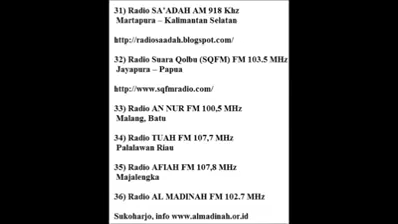 31) Radio SA’ADAH AM 918 Khz
Martapura – Kalimantan Selatan
http://radiosaadah.blogspot.com/
32) Radio Suara Qolbu (SQFM) FM 103.5 MHz
Jayapura – Papua
http://www.sqfmradio.com/
33) Radio AN NUR FM 100,5 MHz
Malang, Batu
34) Radio TUAH FM 107,7 MHz
Palalawan Riau
35) Radio AFIAH FM 107,8 MHz
Majalengka
36) Radio AL MADINAH FM 102.7 MHz
Sukoharjo, info www.almadinah.or.id